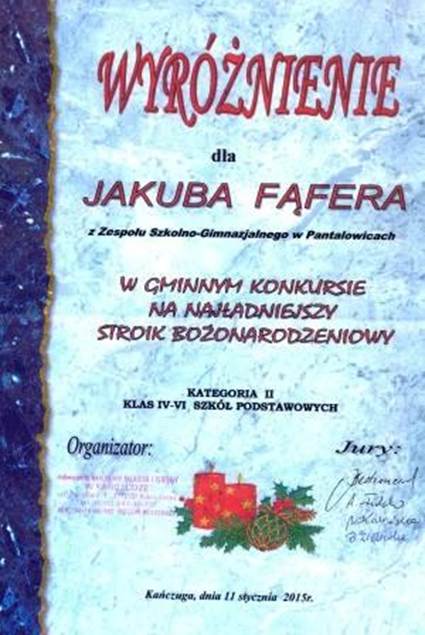 WYRÓŻNIENIE
dla
JAKUBA FĄFERA
z Zespołu Szkolno-Gimnazjalnego w Pantalowicach
W GMINNYM KONKURSIE
NA NAJŁADNIEJSZY
STROIK BOŻONARODZENIOWY
KATEGORIA II
KLAS IV-VI SZKÓŁ PODSTAWOWYCH
Organizator:
Jury:
Kańczuga, dnia 11 stycznia 2015r.